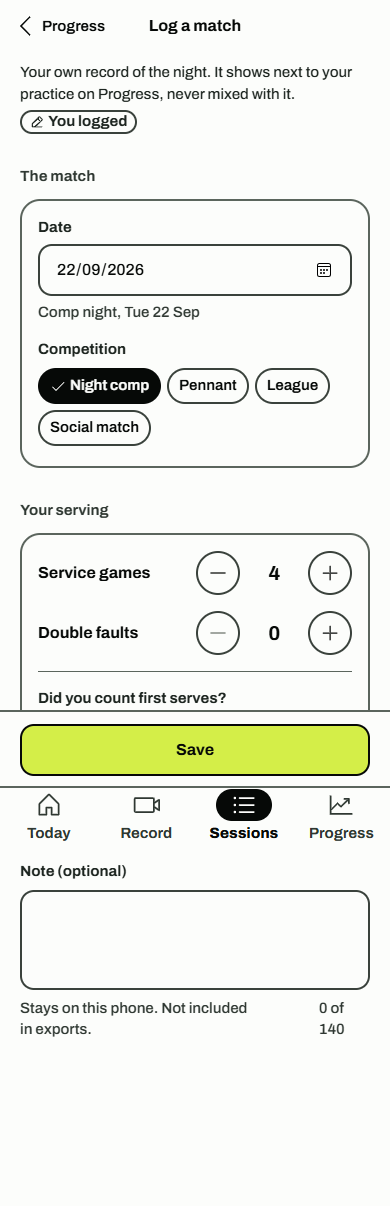 Progress
Log a match
Your own record of the night. It shows next to your
practice on Progress, never mixed with it.
You logged
The match
Date
22/09/2026
Comp night, Tue 22 Sep
Competition
Night comp
Pennant
League
Social match
Your serving
Service games
4
Double faults
0
Did you count first serves?
Save
Today
Record
Sessions
Progress
Note (optional)
Stays on this phone. Not included
in exports.
0 of
140